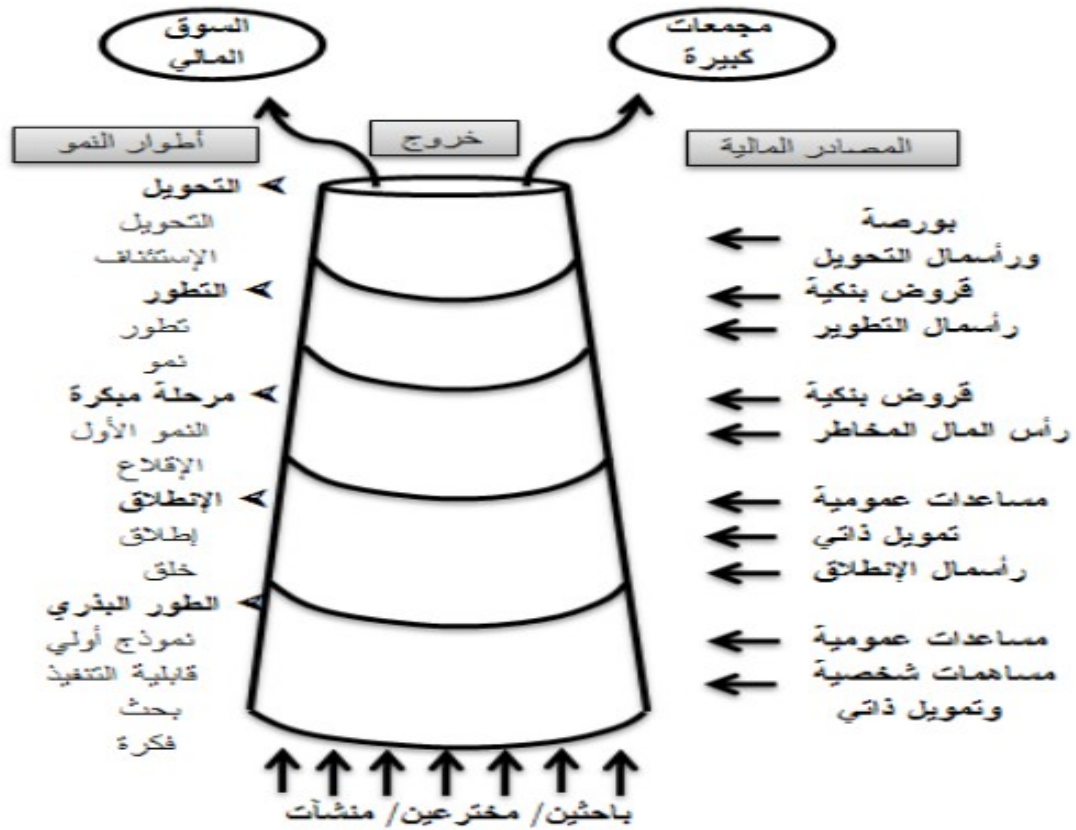 مجمعات
كبيرة
السوق
المالي
المصادر المالية
خروج
أطوار النمو
بورصة
ورأسمال التحويل
قروض بنكية
رأسمال التطوير
قروض بنكية
رأس المال المخاطر
مساعدات عمومية
تمويل ذاتي
رأسمال الإنطلاق
مساعدات عمومية
مساهمات شخصية
وتمويل ذاتي
التحويل
التحويل
الإستئناف
التطور
تطور
نمو
مرحلة مبكرة
النمو الأول
الإقلاع
الإنطلاق
إطلاق
خلق
الطور البذري
نموذج أولي
قابلية التنفيذ
بحث
فكرة
باحثين/ مخترعين/ منشآت